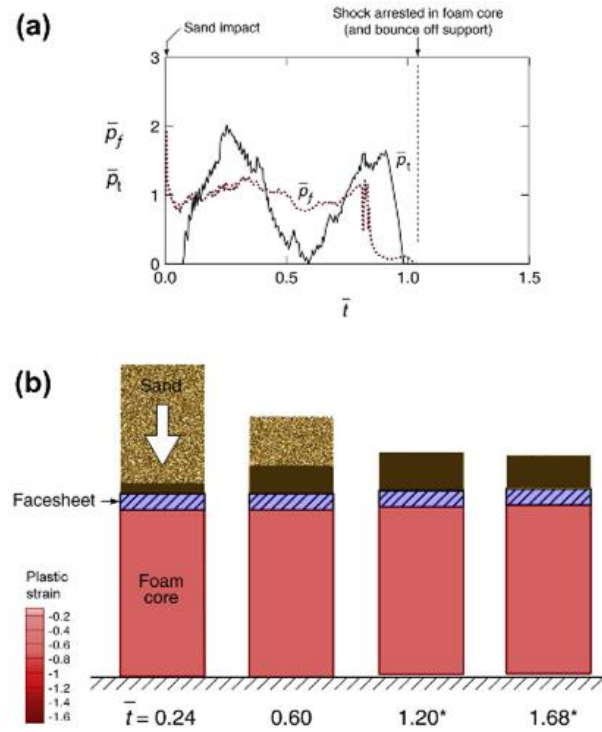 (a)
Sand impact
Shock arrested in foam core
(and bounce off support)
3
p̄f
p̄t
2
1
0
p̄t
p̄f
0.0 0.5 1.0 1.5
t̄
(b)
Sand
Facesheet
Foam
core
Plastic
strain
-0.2
-0.4
-0.6
-0.8
-1
-1.2
-1.4
-1.6
t̄ = 0.24 0.60 1.20* 1.68*